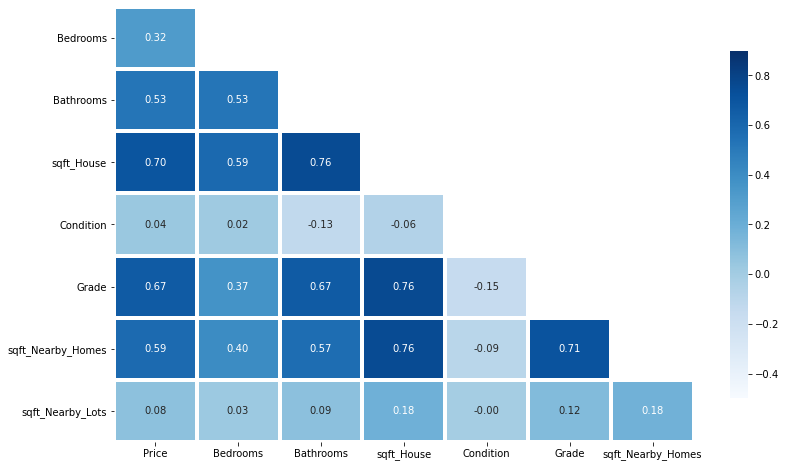 Bedrooms 0.32
Bathrooms 0.53 0.53
sqft_House 0.70 0.59 0.76
Condition 0.04 0.02 -0.13 -0.06
Grade 0.67 0.37 0.67 0.76 -0.15
sqft_Nearby_Homes 0.59 0.40 0.57 0.76 -0.09 0.71
sqft_Nearby_Lots 0.08 0.03 0.09 0.18 -0.00 0.12 0.18
Price Bedrooms Bathrooms sqft_House Condition Grade sqft_Nearby_Homes
0.8
0.6
0.4
0.2
0.0
−0.2
−0.4